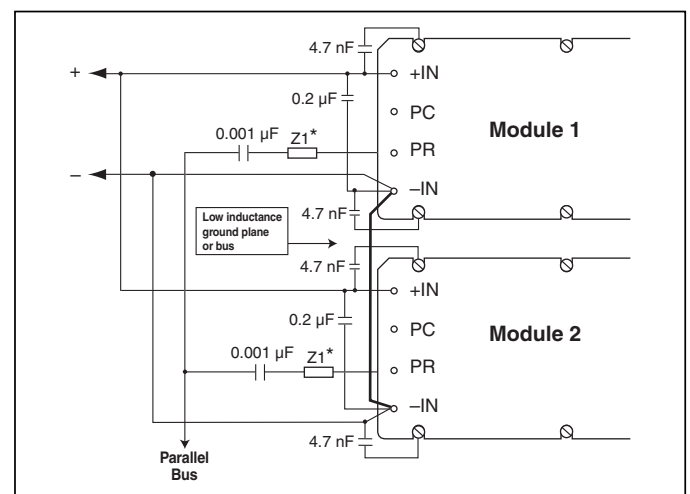 4.7 nF
+
+IN
0.2 µF
PC
Module 1
0.001 µF
Z1*
PR
–
–IN
4.7 nF
Low inductance
ground plane
or bus
4.7 nF
+IN
0.2 µF
PC
Module 2
0.001 µF
Z1*
PR
–IN
4.7 nF
Parallel
Bus